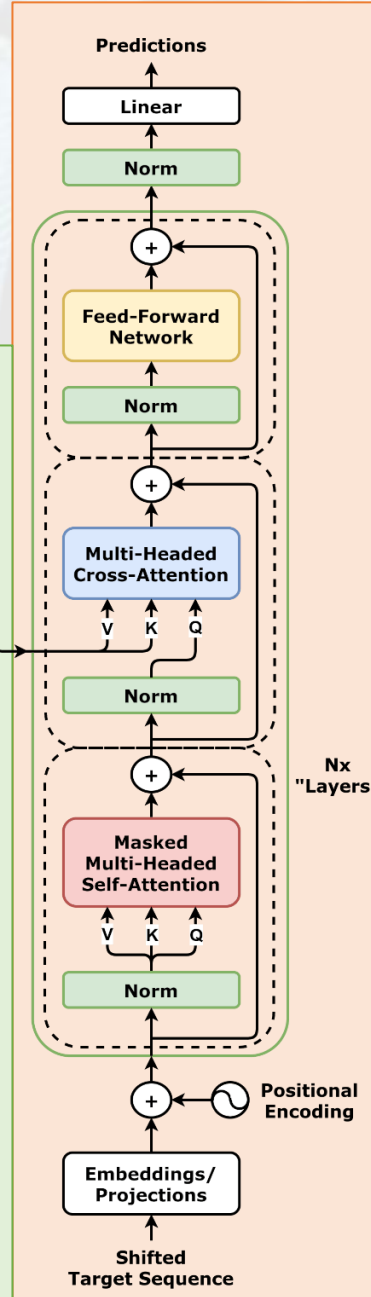 Predictions
Linear
Norm
+
Feed-Forward
Network
Norm
+
Multi-Headed
Cross-Attention
V K Q
Norm
Nx
"Layers
+
Masked
Multi-Headed
Self-Attention
V K Q
Norm
+
Positional
Encoding
Embeddings/
Projections
Shifted
Target Sequence